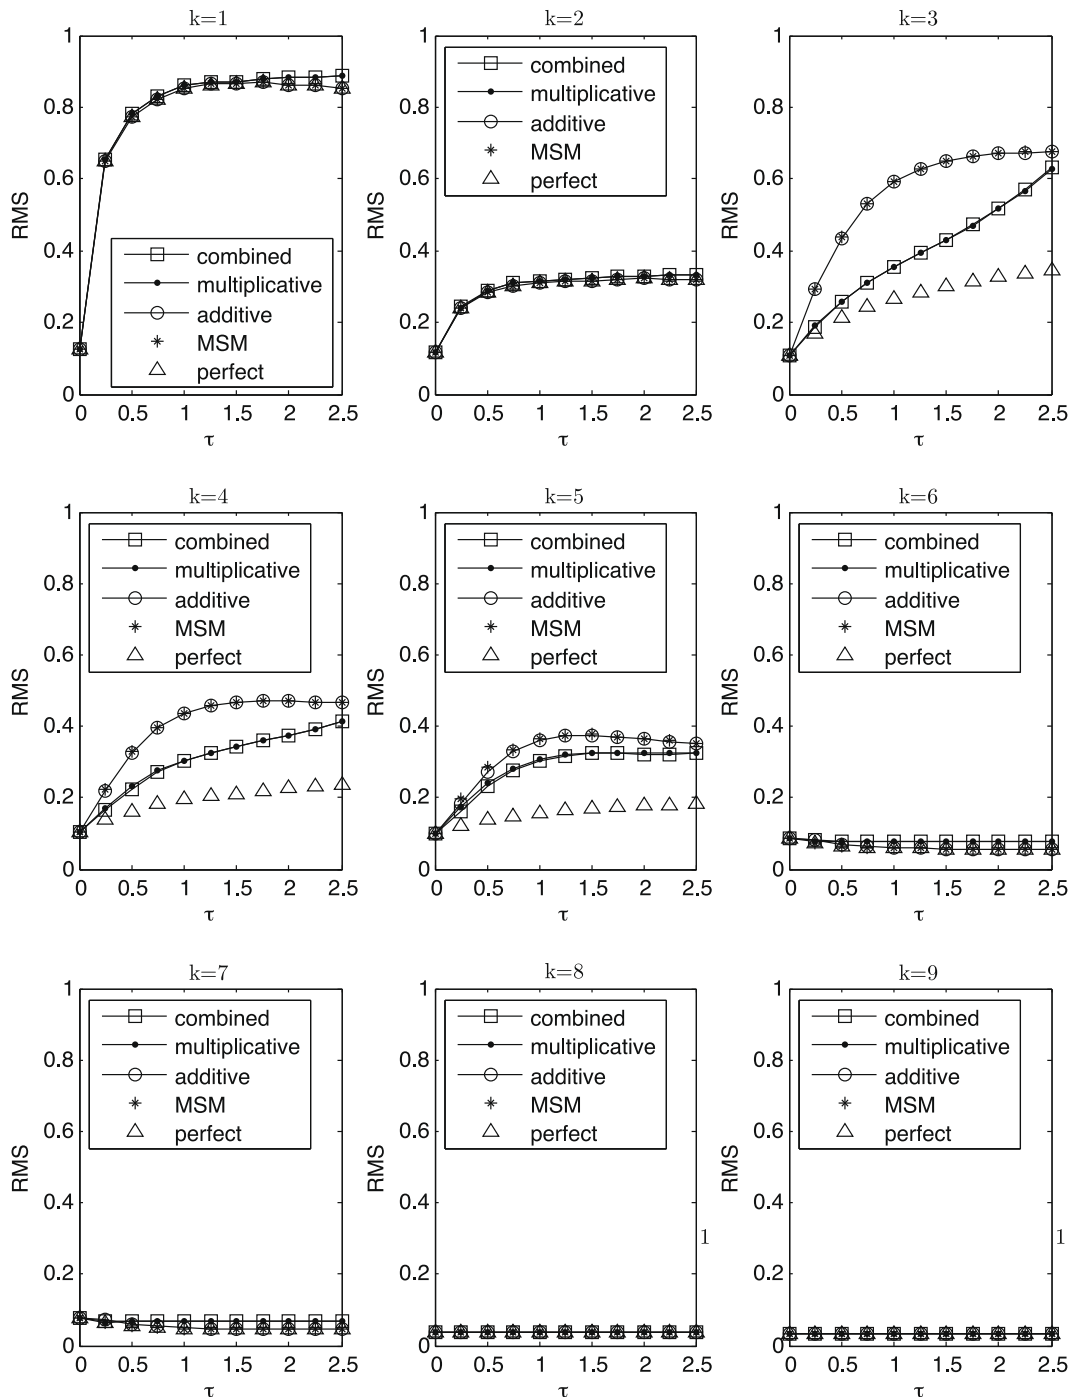 k=1
1
0.8
0.6
0.4
0.2
0
RMS
combined
multiplicative
additive
MSM
perfect
0 0.5 1 1.5 2 2.5
τ
k=2
1
0.8
0.6
0.4
0.2
0
RMS
combined
multiplicative
additive
MSM
perfect
0 0.5 1 1.5 2 2.5
τ
k=3
1
0.8
0.6
0.4
0.2
0
RMS
0 0.5 1 1.5 2 2.5
τ
k=4
1
0.8
0.6
0.4
0.2
0
RMS
combined
multiplicative
additive
MSM
perfect
0 0.5 1 1.5 2 2.5
τ
k=5
1
0.8
0.6
0.4
0.2
0
RMS
combined
multiplicative
additive
MSM
perfect
0 0.5 1 1.5 2 2.5
τ
k=6
1
0.8
0.6
0.4
0.2
0
RMS
combined
multiplicative
additive
MSM
perfect
0 0.5 1 1.5 2 2.5
τ
k=7
1
0.8
0.6
0.4
0.2
0
RMS
combined
multiplicative
additive
MSM
perfect
0 0.5 1 1.5 2 2.5
τ
k=8
1
0.8
0.6
0.4
0.2
0
RMS
combined
multiplicative
additive
MSM
perfect
1
0 0.5 1 1.5 2 2.5
τ
k=9
1
0.8
0.6
0.4
0.2
0
RMS
combined
multiplicative
additive
MSM
perfect
1
0 0.5 1 1.5 2 2.5
τ